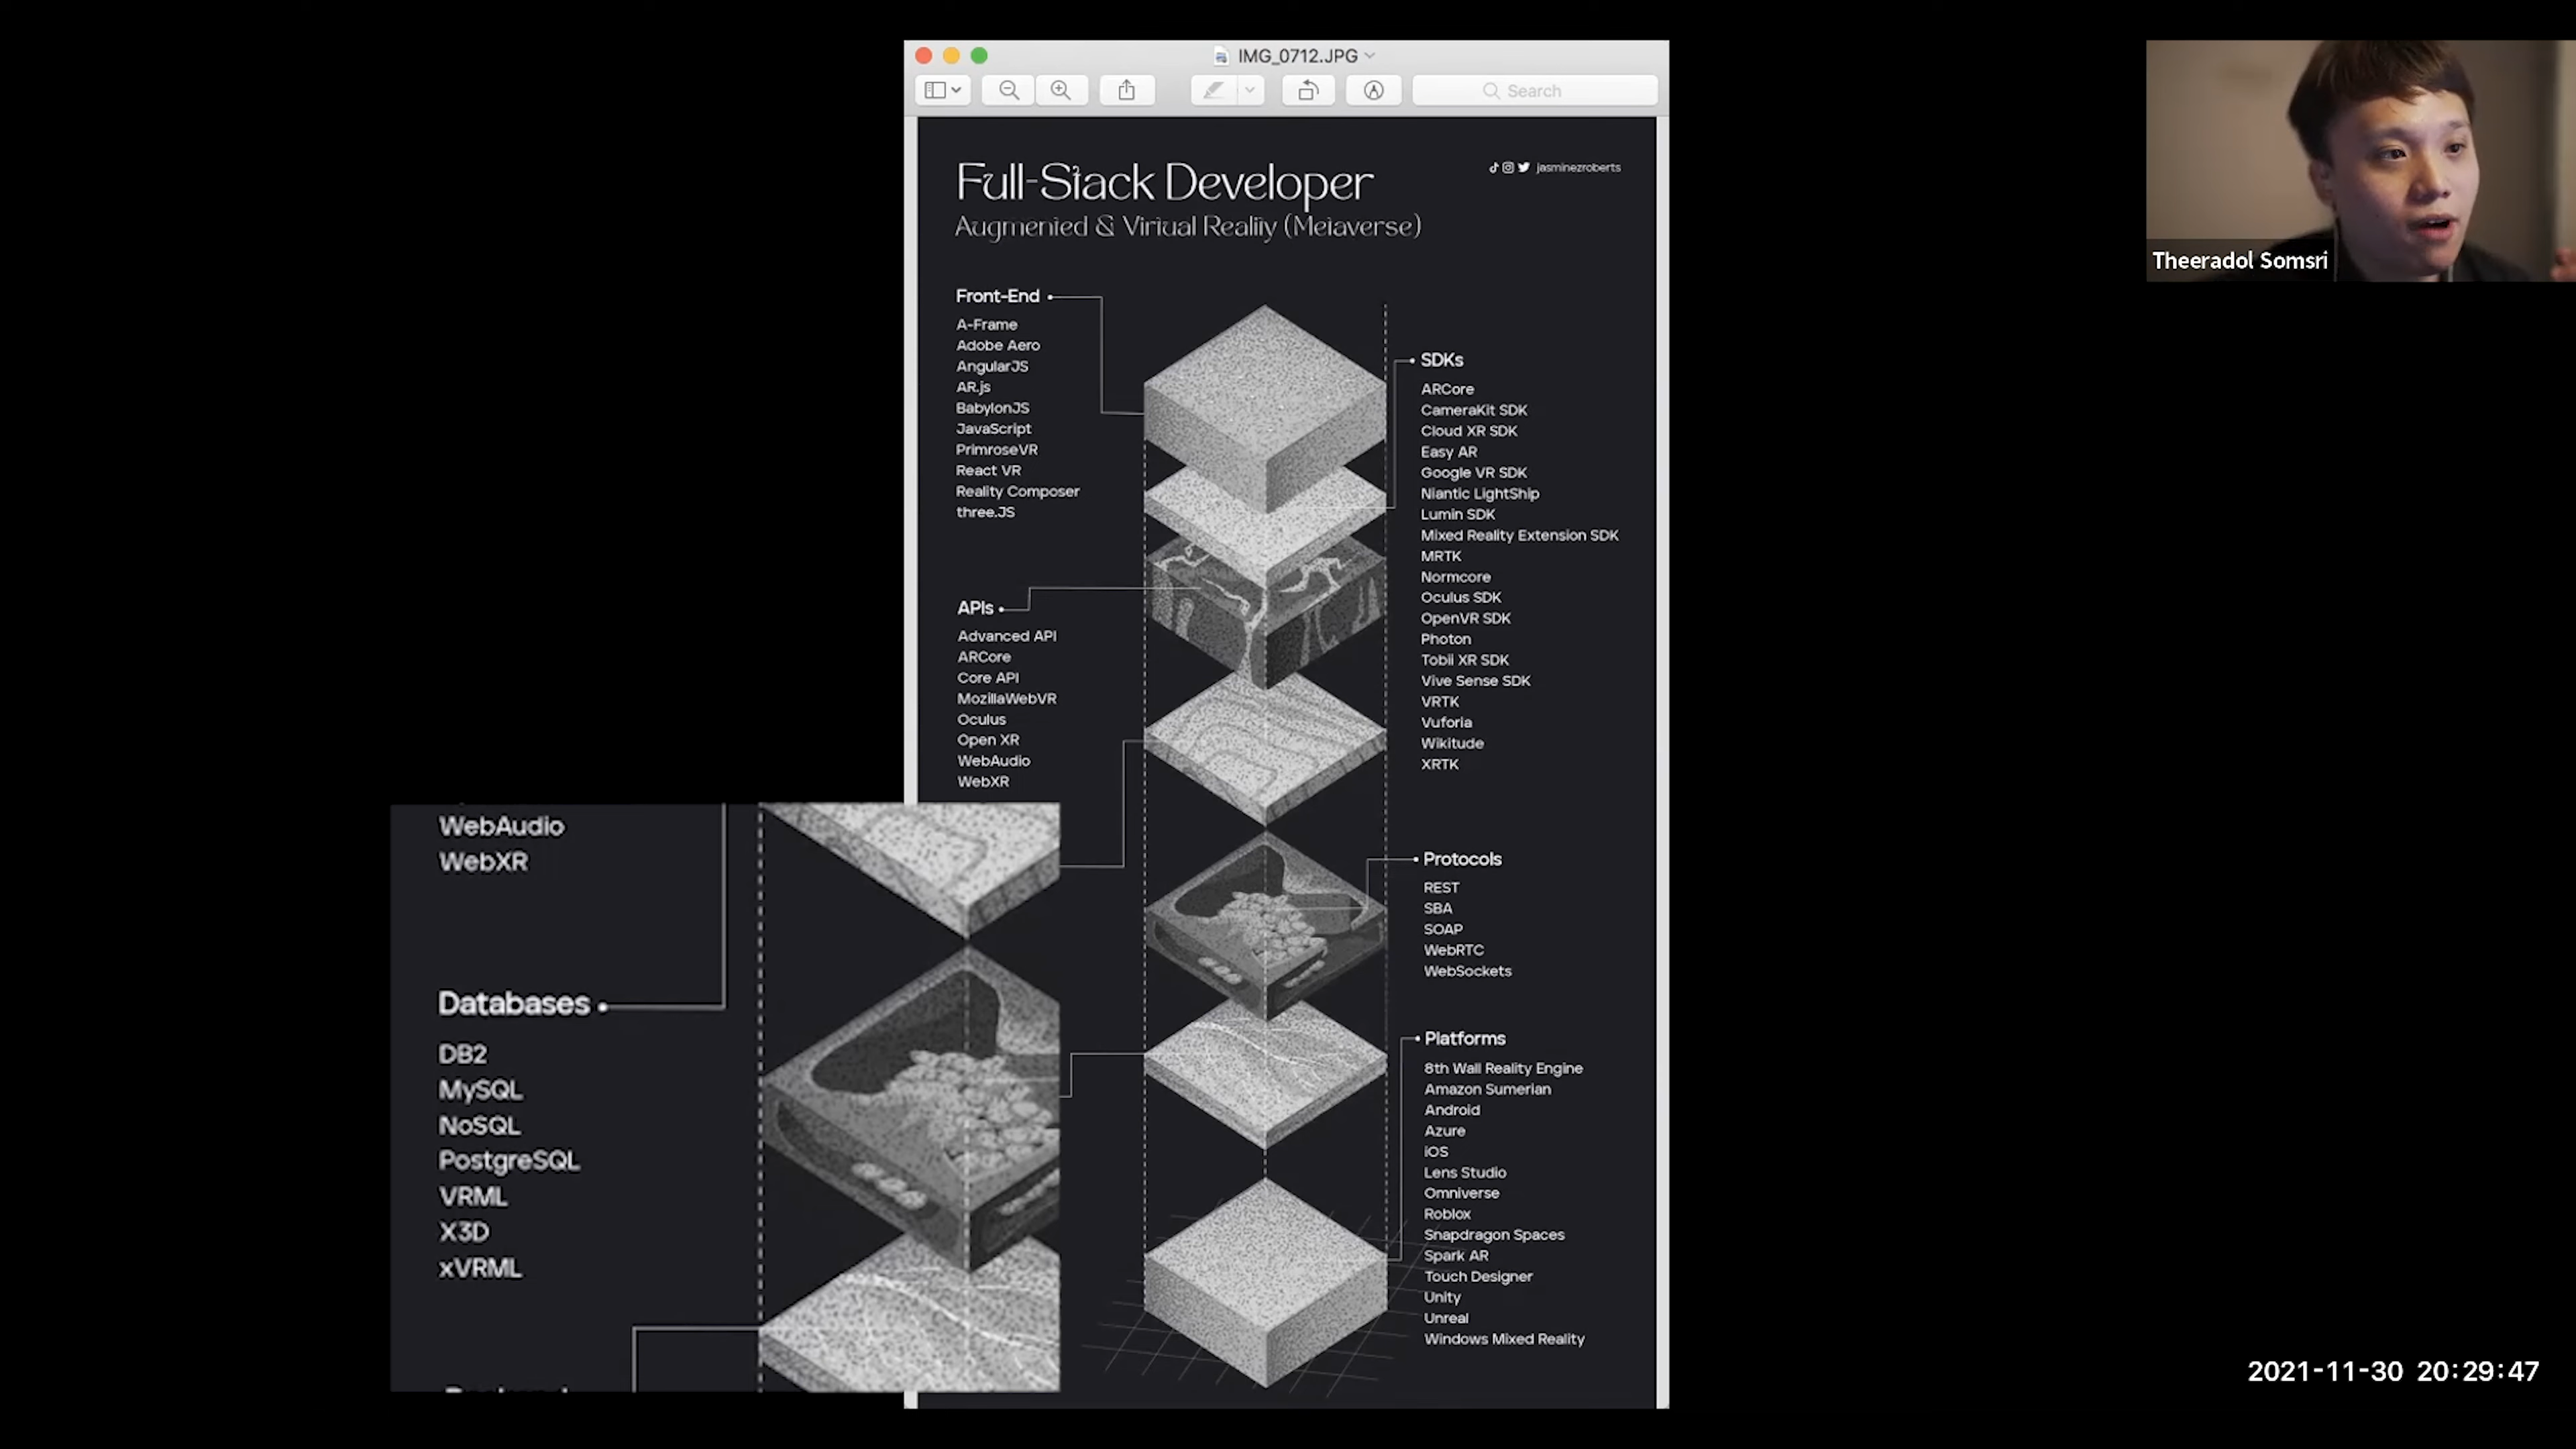 IMG_0712.JPG
Search
Full-Stack Developer
Augmented & Virtual Reality (Metaverse)
jasminezroberts
Front-End
A-Frame
Adobe Aero
AngularJS
AR.js
BabylonJS
JavaScript
PrimroseVR
React VR
Reality Composer
three.JS
SDKs
ARCore
CameraKit SDK
Cloud XR SDK
Easy AR
Google VR SDK
Niantic LightShip
Lumin SDK
Mixed Reality Extension SDK
MRTK
Normcore
Oculus SDK
OpenVR SDK
Photon
Tobii XR SDK
Vive Sense SDK
VRTK
Vuforia
Wikitude
XRTK
APIs
Advanced API
ARCore
Core API
MozillaWebVR
Oculus
Open XR
WebAudio
WebXR
WebAudio
WebXR
Databases
DB2
MySQL
NoSQL
PostgreSQL
VRML
X3D
xVRML
Protocols
REST
SBA
SOAP
WebRTC
WebSockets
Platforms
8th Wall Reality Engine
Amazon Sumerian
Android
Azure
iOS
Lens Studio
Omniverse
Roblox
Snapdragon Spaces
Spark AR
Touch Designer
Unity
Unreal
Windows Mixed Reality
Theeradol Somsri
2021-11-30 20:29:47